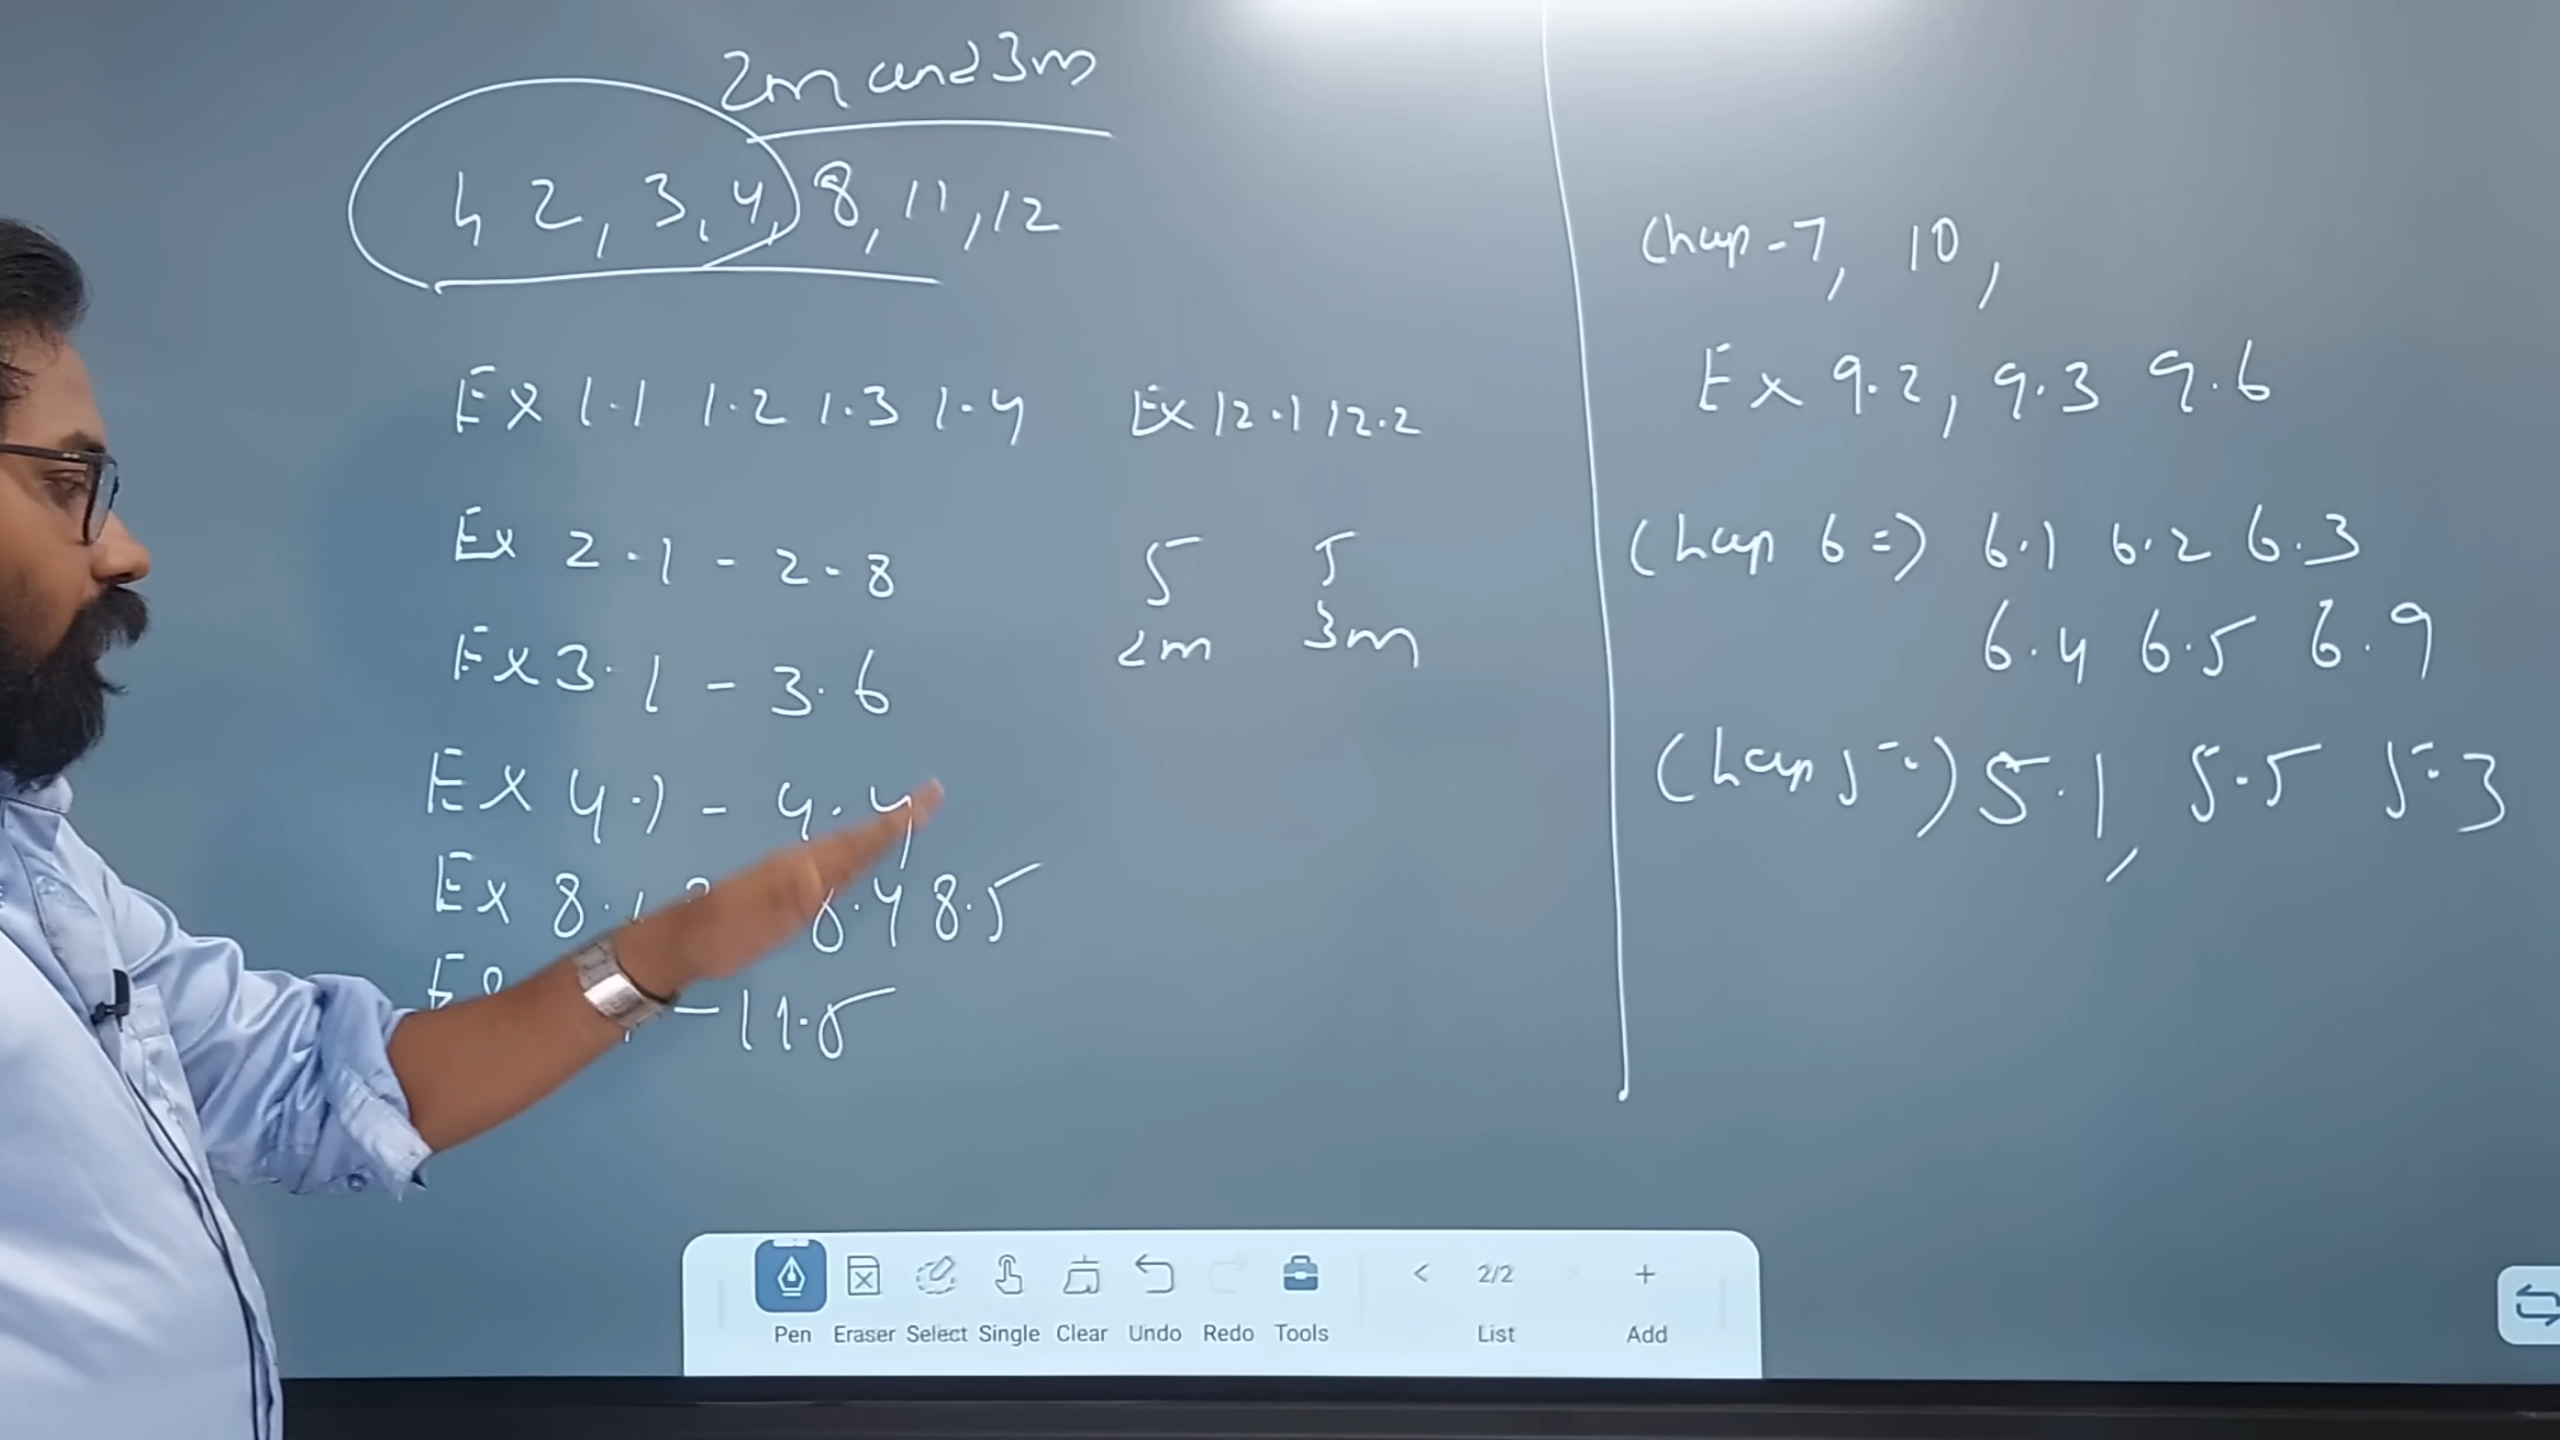 2m and 3m
1, 2, 3, 4, 8, 11, 12
Ex 1.1 1.2 1.3 1.4
Ex 12.1 12.2
Ex 2.1 - 2.8
5 5
2m 3m
Ex 3.1 - 3.6
Ex 4.1 - 4.4
Ex 8.1 8.4 8.5
- 11.5
Chap - 7, 10,
Ex 9.2, 9.3 9.6
Chap 6 => 6.1 6.2 6.3
6.4 6.5 6.9
Chap 5 => 5.1, 5.5 5.3
Pen Eraser Select Single Clear Undo Redo Tools < 2/2 List + Add